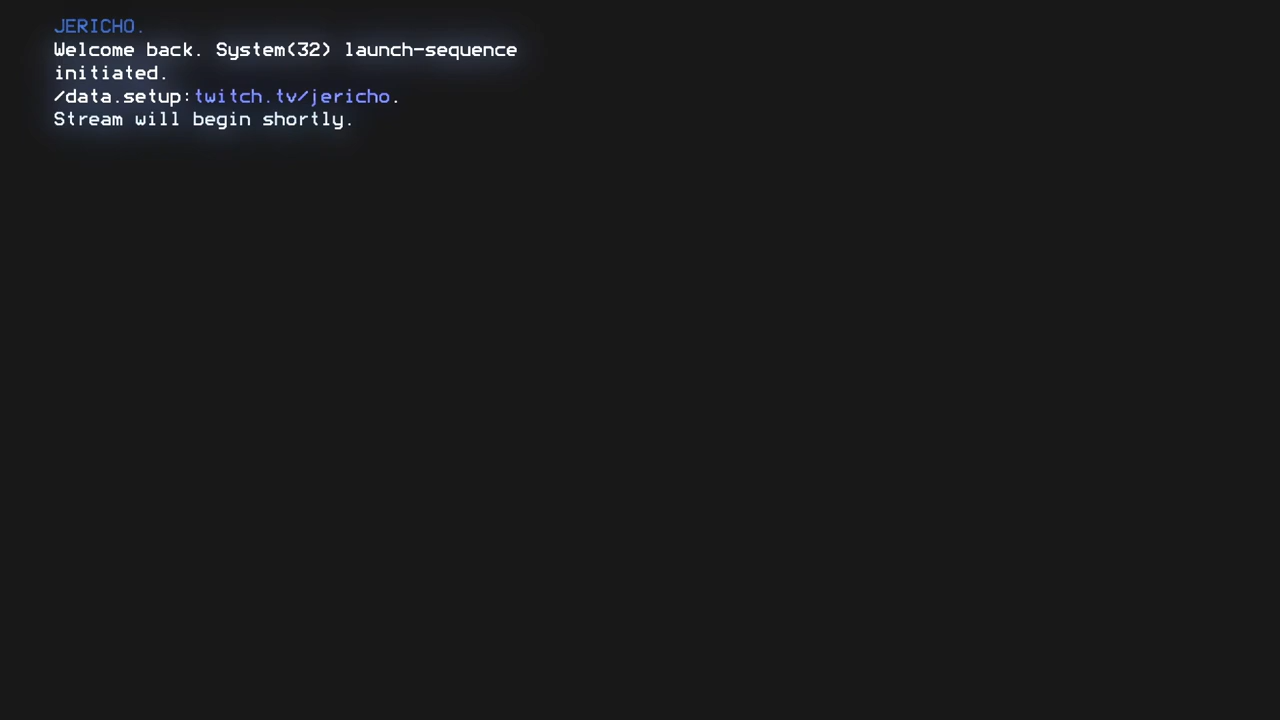 JERICHO.
Welcome back. System(32) launch-sequence
initiated.
/data.setup:twitch.tv/jericho.
Stream will begin shortly.